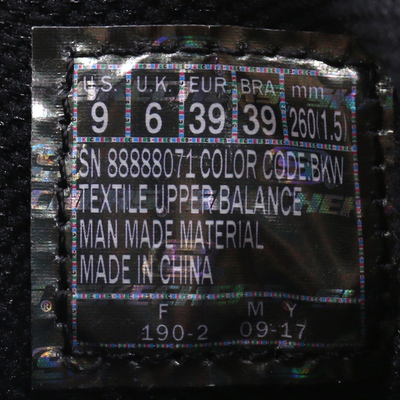 U.S. U.K. EUR BRA mm
9 6 39 39 260(1.5)
SN 88888071 COLOR CODE:BKW
TEXTILE UPPER BALANCE
MAN MADE MATERIAL
MADE IN CHINA
F M Y
190-2 09-17